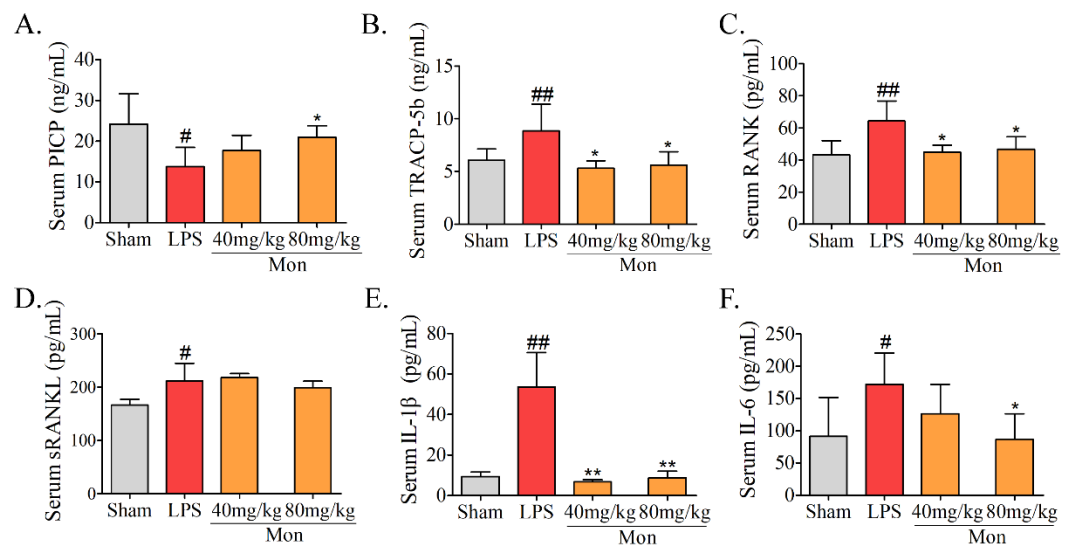 A.
Serum PICP (ng/mL)
40
30
20
10
0
#
*
Sham LPS 40mg/kg 80mg/kg
Mon
B.
Serum TRACP-5b (ng/mL)
15
10
5
0
##
*
*
Sham LPS 40mg/kg 80mg/kg
Mon
C.
Serum RANK (pg/mL)
100
80
60
40
20
0
##
*
*
Sham LPS 40mg/kg 80mg/kg
Mon
D.
Serum sRANKL (pg/mL)
300
200
100
0
#
Sham LPS 40mg/kg 80mg/kg
Mon
E.
Serum IL-1β (pg/mL)
80
60
40
20
0
##
**
**
Sham LPS 40mg/kg 80mg/kg
Mon
F.
Serum IL-6 (pg/mL)
250
200
150
100
50
0
#
*
Sham LPS 40mg/kg 80mg/kg
Mon